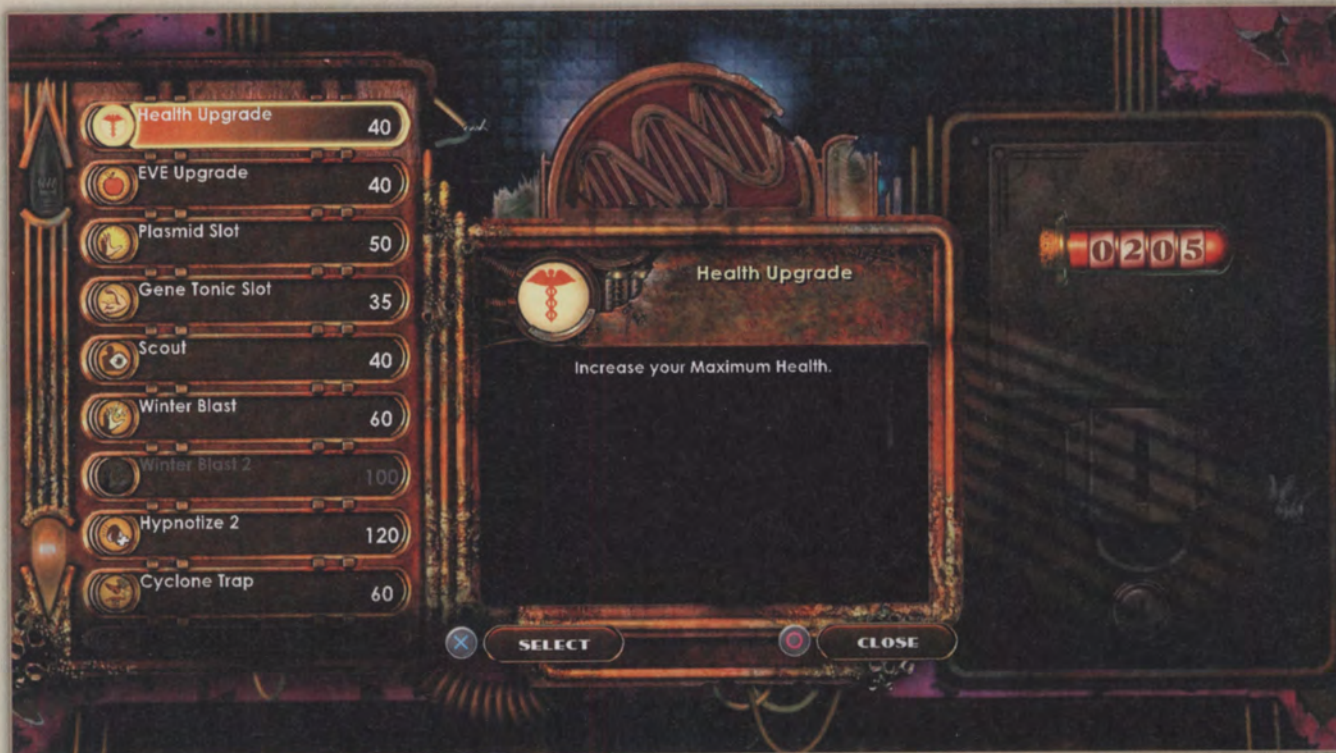 Health Upgrade 40
EVE Upgrade 40
Plasmid Slot 50
Gene Tonic Slot 35
Scout 40
Winter Blast 60
Winter Blast 2 100
Hypnotize 2 120
Cyclone Trap 60
Health Upgrade
Increase your Maximum Health.
SELECT
CLOSE
0205